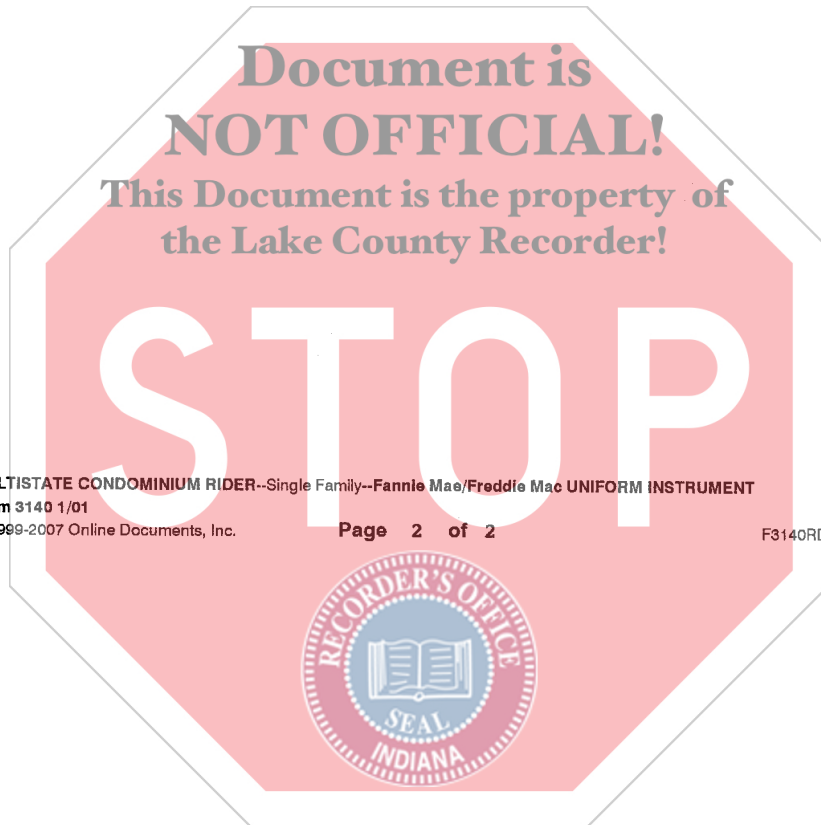 Document is
NOT OFFICIAL!
This Document is the property of
the Lake County Recorder!
STOP
LTISTATE CONDOMINIUM RIDER--Single Family--Fannie Mae/Freddie Mac UNIFORM INSTRUMENT
m 3140 1/01
999-2007 Online Documents, Inc. Page 2 of 2 F3140RD
RECORDER'S OFFICE
SEAL
INDIANA